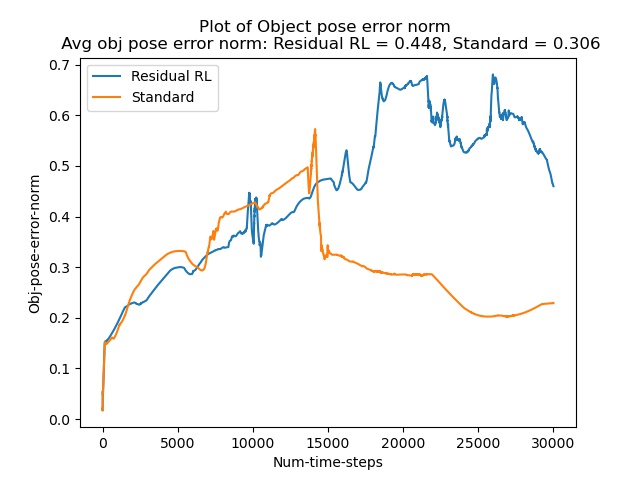 Plot of Object pose error norm
Avg obj pose error norm: Residual RL = 0.448, Standard = 0.306
Residual RL
Standard
0.7
0.6
0.5
0.4
0.3
0.2
0.1
0.0
Obj-pose-error-norm
0 5000 10000 15000 20000 25000 30000
Num-time-steps